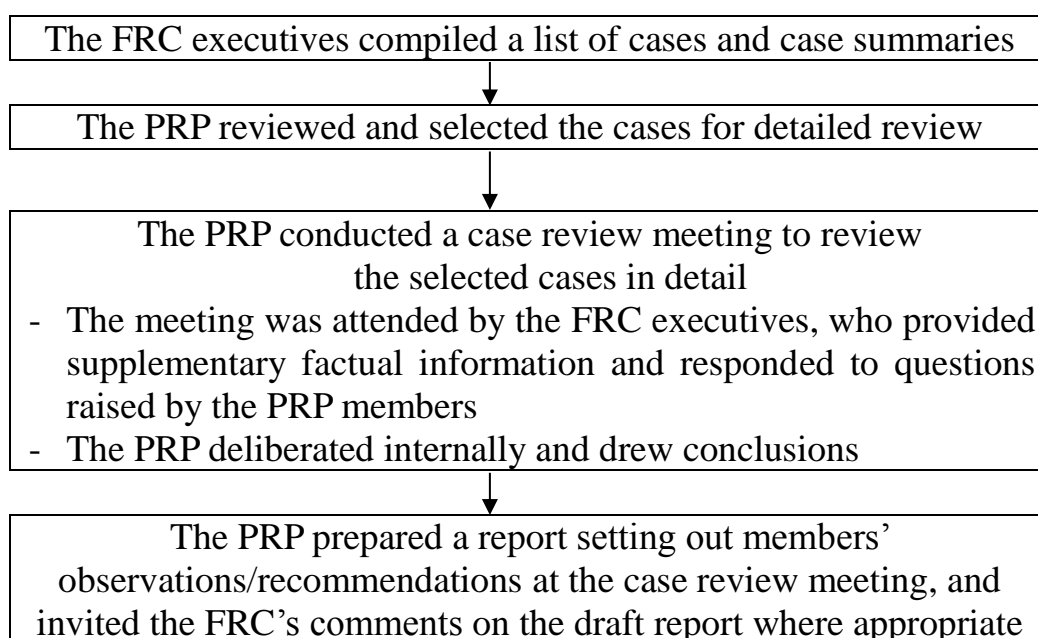 The FRC executives compiled a list of cases and case summaries
The PRP reviewed and selected the cases for detailed review
The PRP conducted a case review meeting to review
the selected cases in detail
- The meeting was attended by the FRC executives, who provided
supplementary factual information and responded to questions
raised by the PRP members
- The PRP deliberated internally and drew conclusions
The PRP prepared a report setting out members’
observations/recommendations at the case review meeting, and
invited the FRC’s comments on the draft report where appropriate